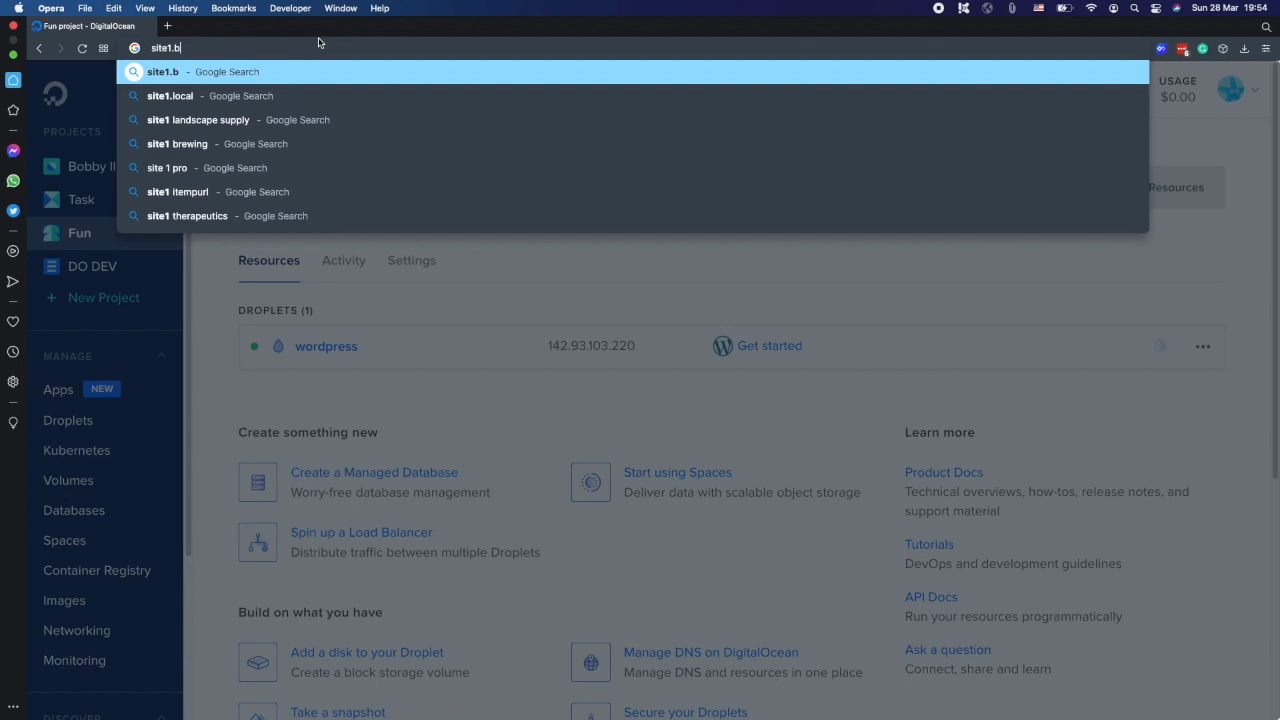 Opera File Edit View History Bookmarks Developer Window Help Sun 28 Mar 19:54
Fun project - DigitalOcean
site1.b
site1.b - Google Search
site1.local - Google Search
site1 landscape supply - Google Search
site1 brewing - Google Search
site 1 pro - Google Search
site1 itempurl - Google Search
site1 therapeutics - Google Search
USAGE
$0.00
Resources
PROJECTS
Task
Fun
DO DEV
+ New Project
MANAGE
Apps NEW
Droplets
Kubernetes
Volumes
Databases
Spaces
Container Registry
Images
Networking
Monitoring
DISCOVER
Resources Activity Settings
DROPLETS (1)
wordpress 142.93.103.220 Get started
Create something new
Create a Managed Database
Worry-free database management
Start using Spaces
Deliver data with scalable object storage
Spin up a Load Balancer
Distribute traffic between multiple Droplets
Build on what you have
Add a disk to your Droplet
Create a block storage volume
Manage DNS on DigitalOcean
Manage DNS and resources in one place
Take a snapshot
Secure your Droplets
Learn more
Product Docs
Technical overviews, how-tos, release notes, and
support material
Tutorials
DevOps and development guidelines
API Docs
Run your resources programmatically
Ask a question
Connect, share and learn